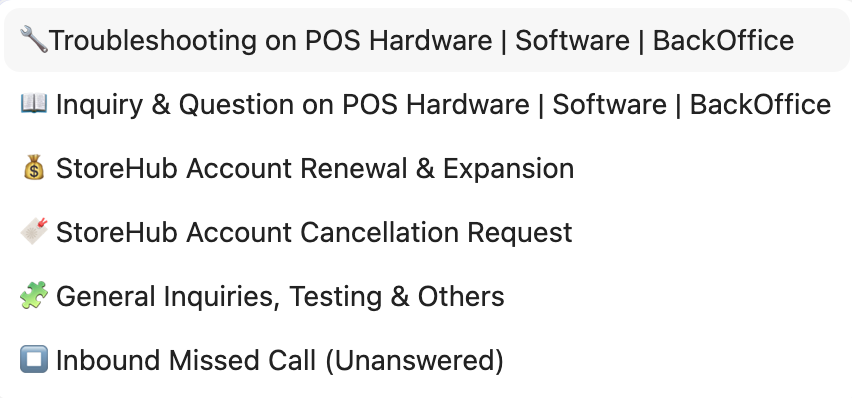 🔧Troubleshooting on POS Hardware | Software | BackOffice
📖 Inquiry & Question on POS Hardware | Software | BackOffice
💰 StoreHub Account Renewal & Expansion
🏷️ StoreHub Account Cancellation Request
🧩 General Inquiries, Testing & Others
⏹️ Inbound Missed Call (Unanswered)